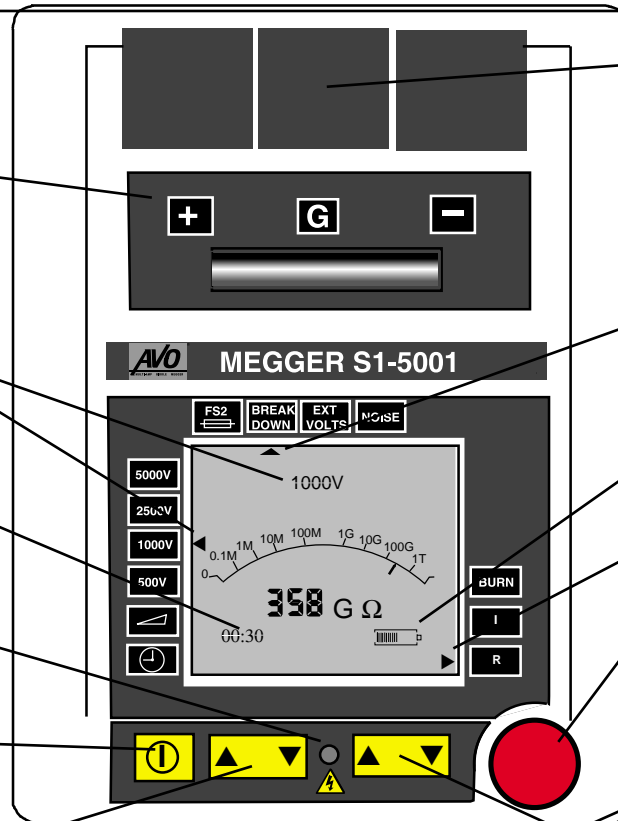 + G −
AVO MEGGER S1-5001
FS2 BREAK DOWN EXT VOLTS NOISE
5000V
2500V
1000V
500V
1000V
0 0.1M 1M 10M 100M 1G 10G 100G 1T
358 G Ω
00:30
BURN
I
R